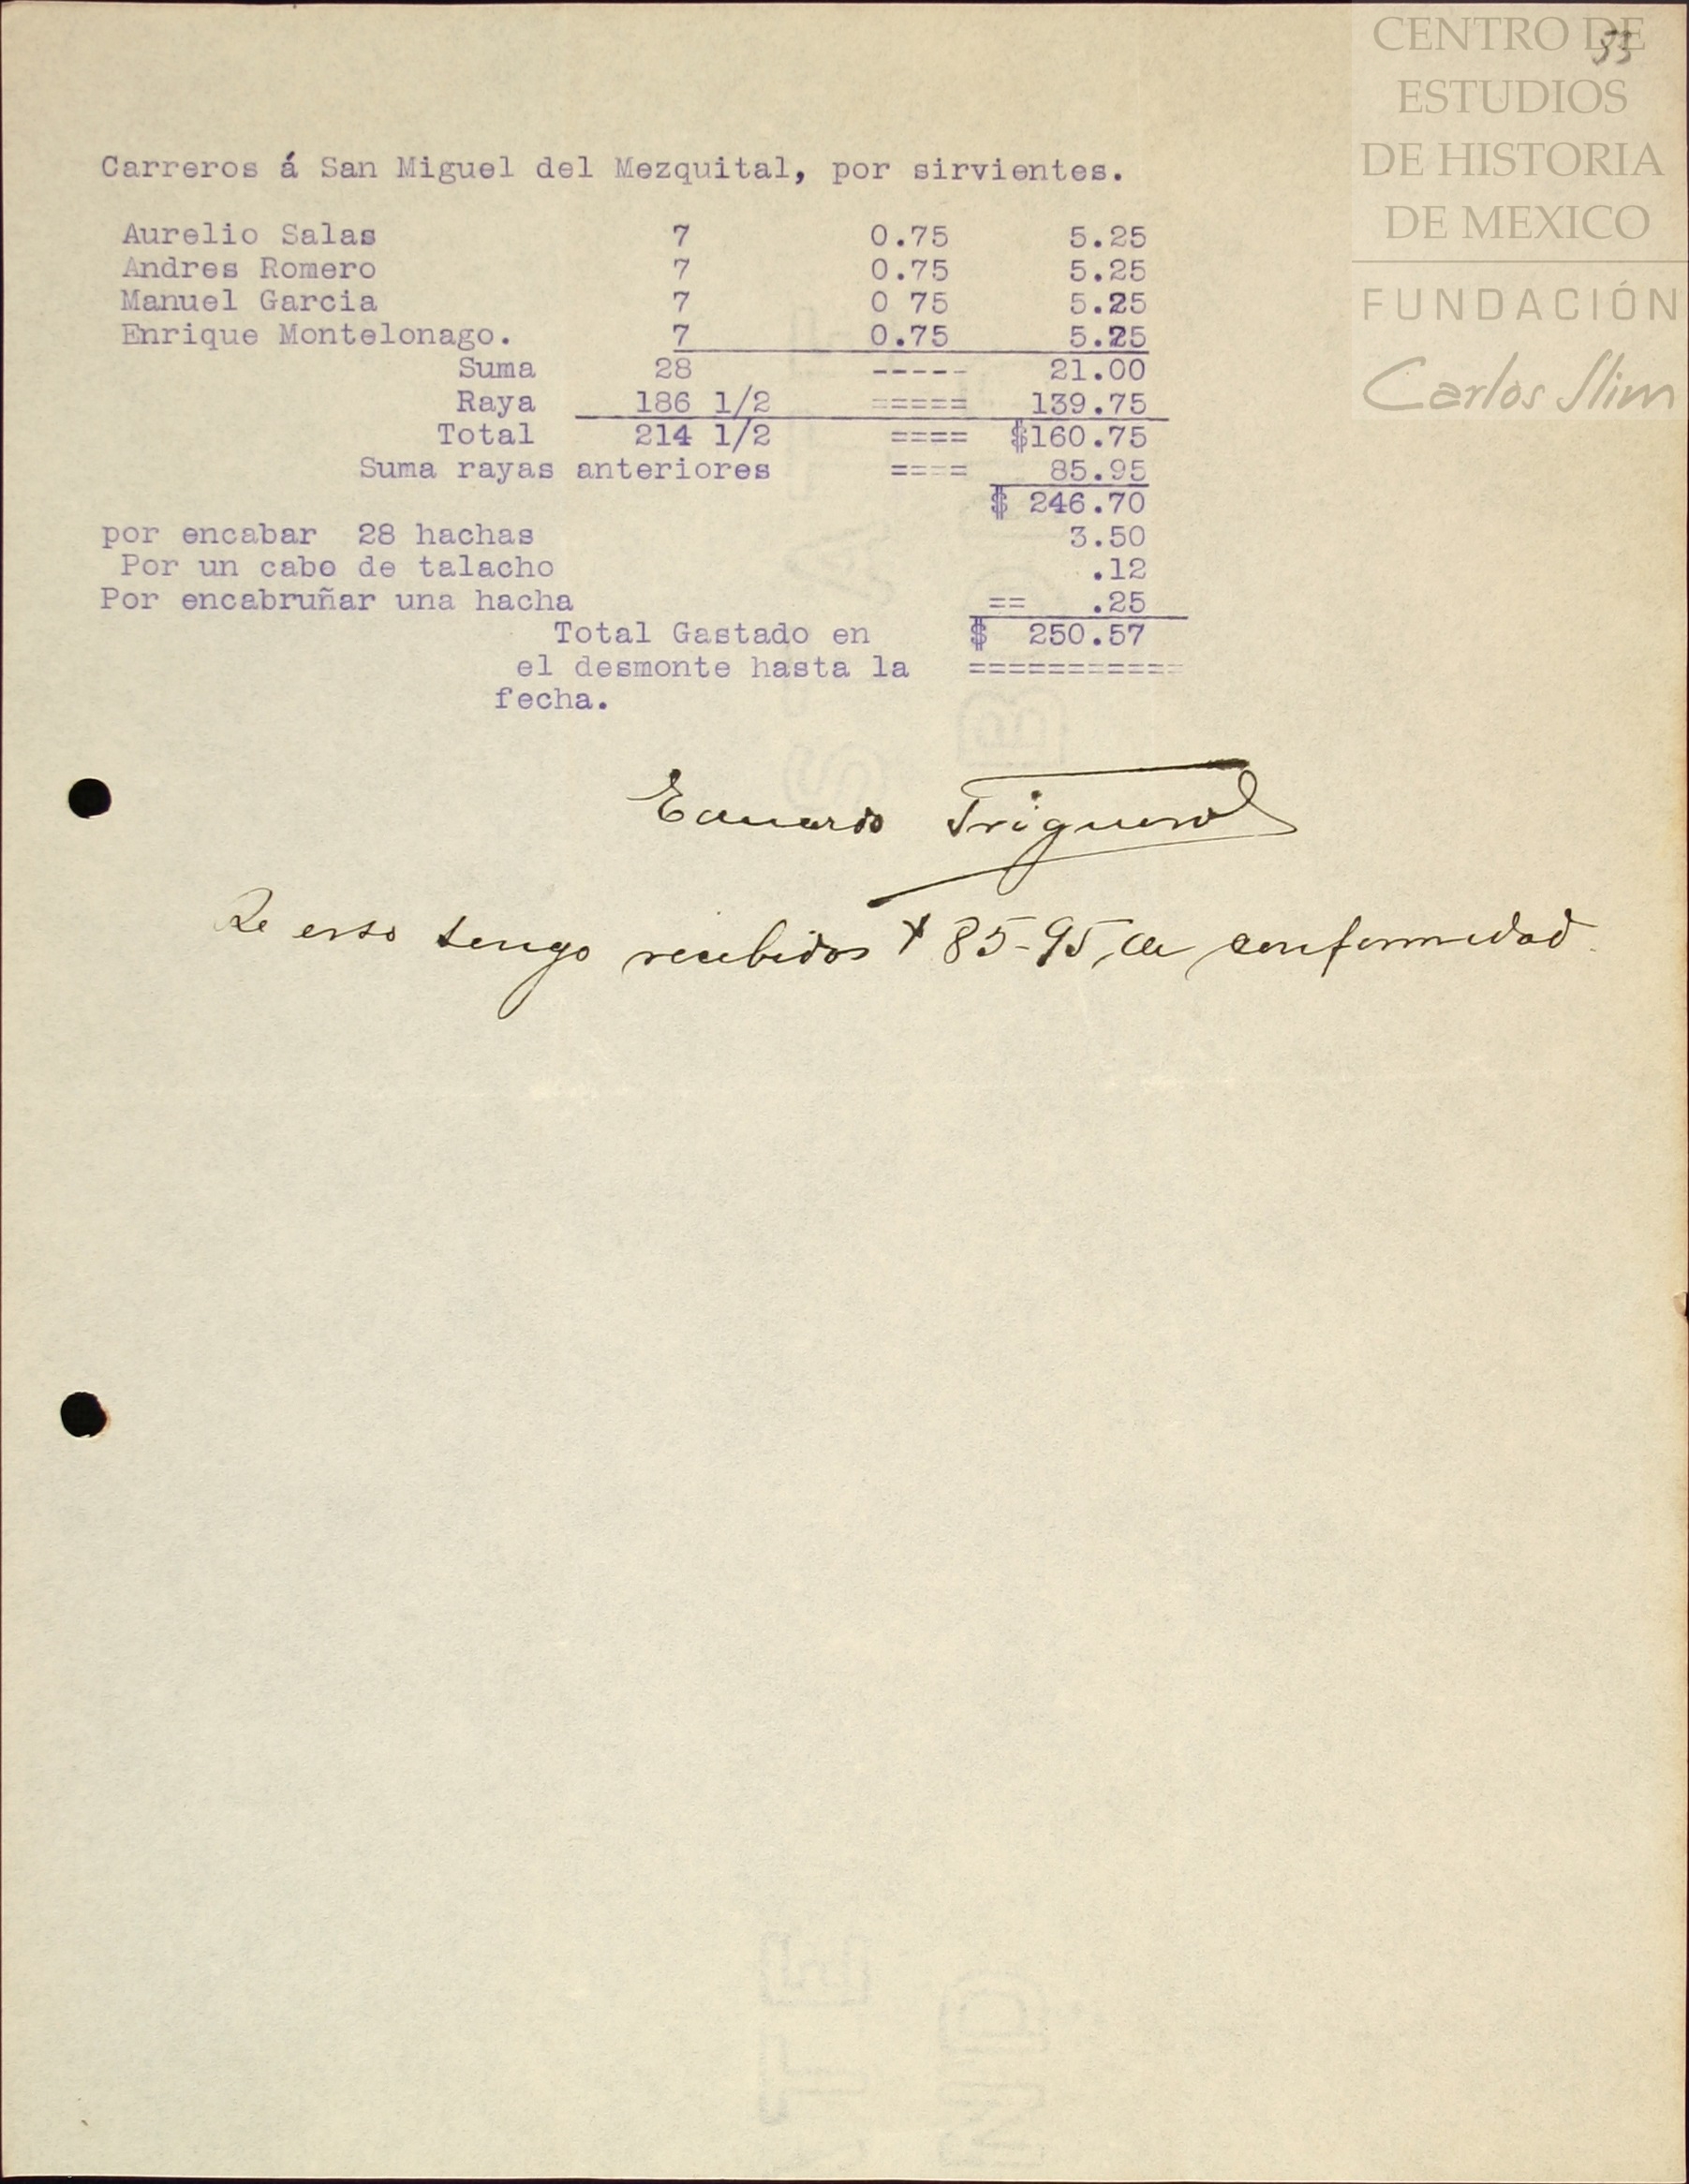 CENTRO DE
ESTUDIOS
DE HISTORIA
DE MEXICO
FUNDACIÓN
Carlos Slim
53
Carreros á San Miguel del Mezquital, por sirvientes.
Aurelio Salas 7 0.75 5.25
Andres Romero 7 0.75 5.25
Manuel Garcia 7 0 75 5.25
Enrique Montelonago. 7 0.75 5.25
Suma 28 ----- 21.00
Raya 186 1/2 ===== 139.75
Total 214 1/2 ==== $160.75
Suma rayas anteriores ==== 85.95
$ 246.70
por encabar 28 hachas 3.50
Por un cabo de talacho .12
Por encabruñar una hacha == .25
Total Gastado en $ 250.57
el desmonte hasta la ===========
fecha.
Eduardo Trigueros
De esto tengo recibidos $ 85-95, de conformidad.